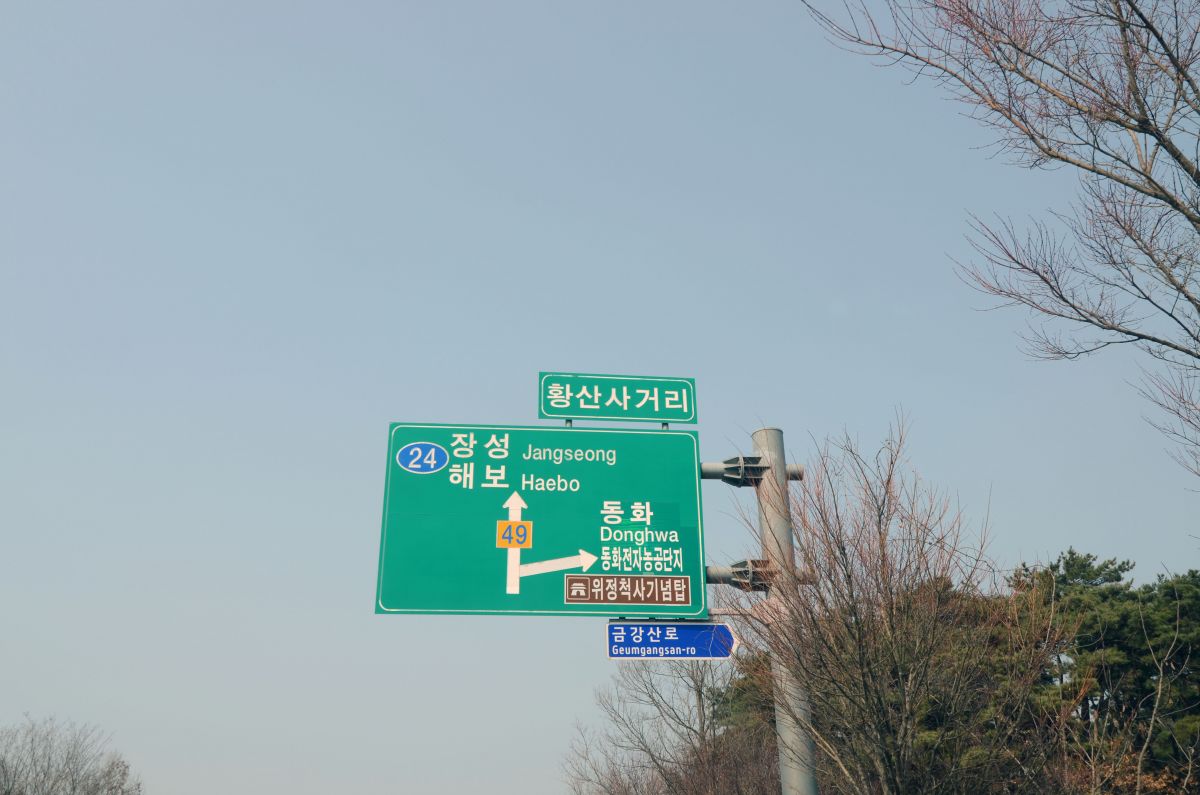 황산사거리
24 장성 Jangseong
해보 Haebo
49
동화
Donghwa
동화전자농공단지
위정척사기념탑
금강산로
Geumgangsan-ro